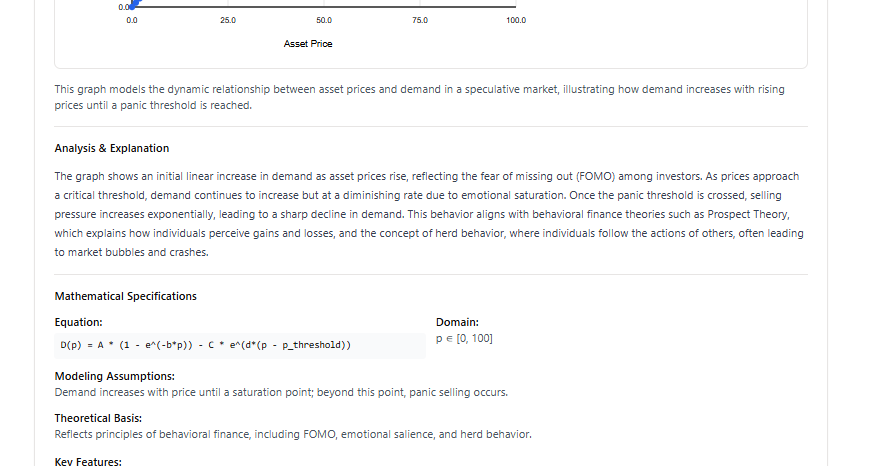 0.0
0.0 25.0 50.0 75.0 100.0
Asset Price
This graph models the dynamic relationship between asset prices and demand in a speculative market, illustrating how demand increases with rising
prices until a panic threshold is reached.
Analysis & Explanation
The graph shows an initial linear increase in demand as asset prices rise, reflecting the fear of missing out (FOMO) among investors. As prices approach
a critical threshold, demand continues to increase but at a diminishing rate due to emotional saturation. Once the panic threshold is crossed, selling
pressure increases exponentially, leading to a sharp decline in demand. This behavior aligns with behavioral finance theories such as Prospect Theory,
which explains how individuals perceive gains and losses, and the concept of herd behavior, where individuals follow the actions of others, often leading
to market bubbles and crashes.
Mathematical Specifications
Equation:
D(p) = A * (1 - e^(-b*p)) - C * e^(d*(p - p_threshold))
Domain:
p ∈ [0, 100]
Modeling Assumptions:
Demand increases with price until a saturation point; beyond this point, panic selling occurs.
Theoretical Basis:
Reflects principles of behavioral finance, including FOMO, emotional salience, and herd behavior.
Key Features: